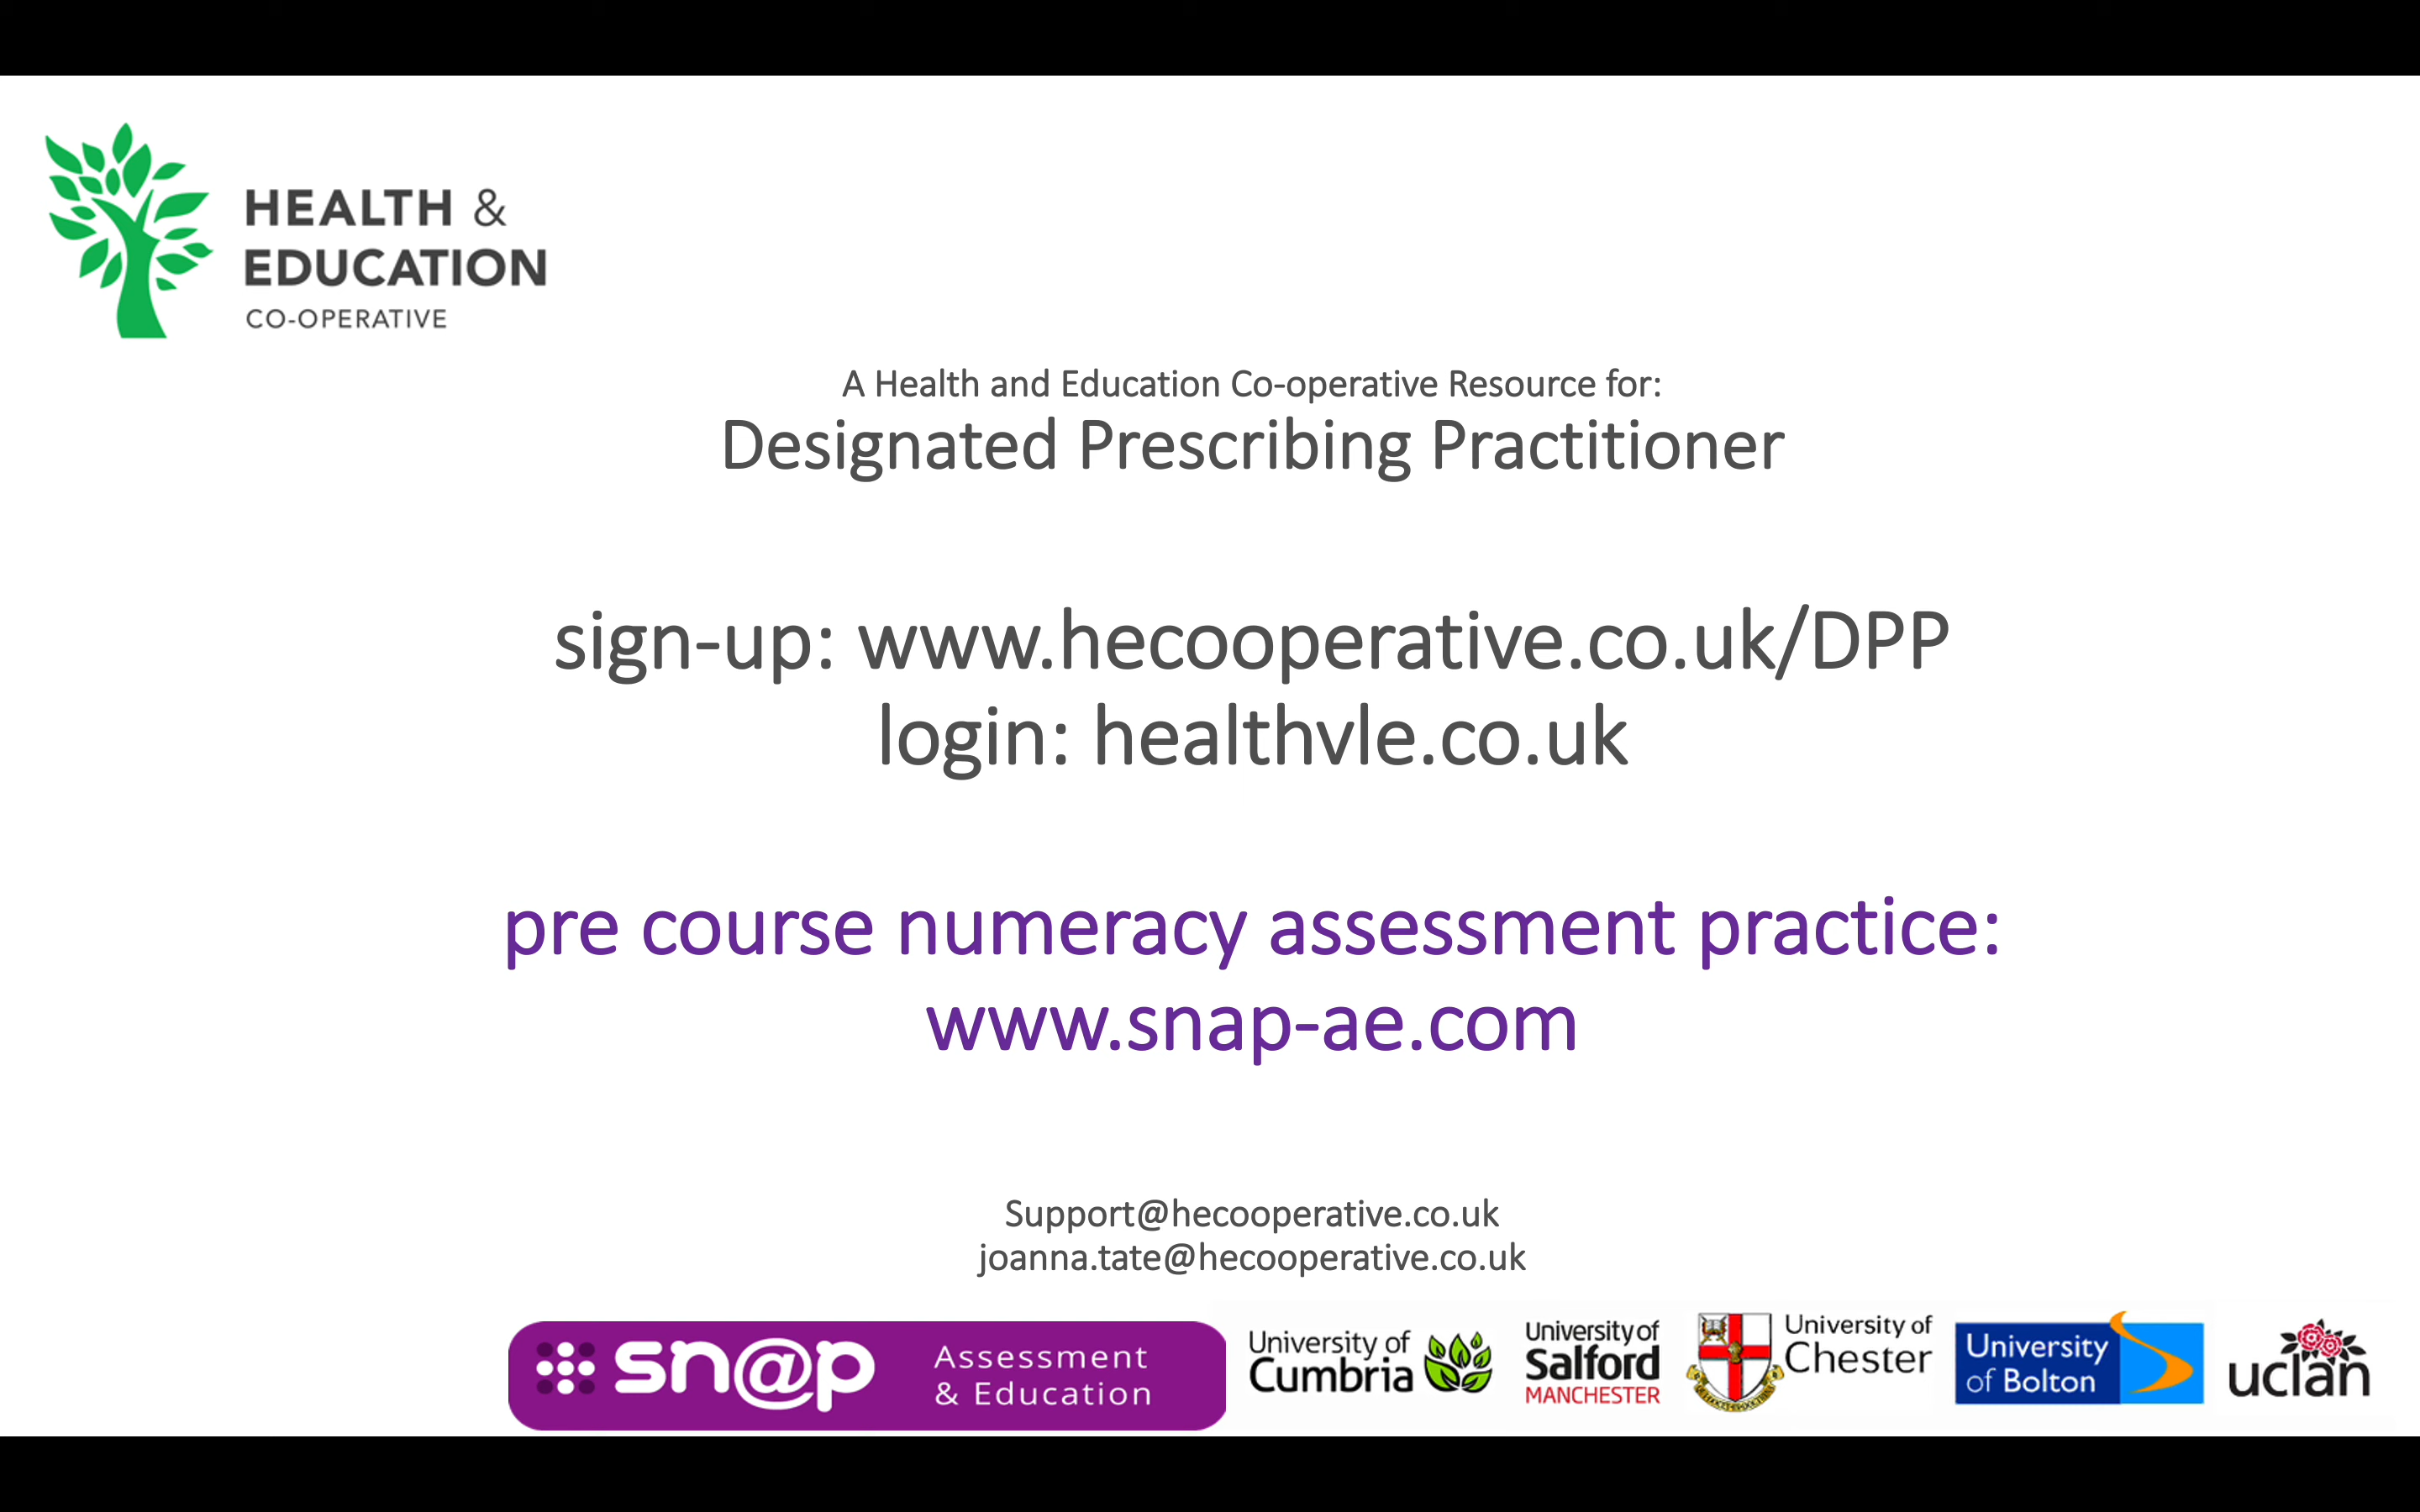 HEALTH &
EDUCATION
CO-OPERATIVE
A Health and Education Co-operative Resource for:
Designated Prescribing Practitioner
sign-up: www.hecooperative.co.uk/DPP
login: healthvle.co.uk
pre course numeracy assessment practice:
www.snap-ae.com
Support@hecooperative.co.uk
joanna.tate@hecooperative.co.uk
sn@p
Assessment
& Education
University of
Cumbria
University of
Salford
MANCHESTER
University of
Chester
University
of Bolton
uclan